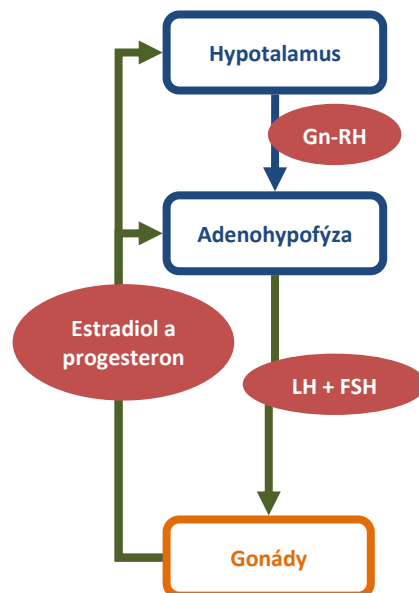 Hypotalamus
Gn-RH
Adenohypofýza
Estradiol a
progesteron
LH + FSH
Gonády